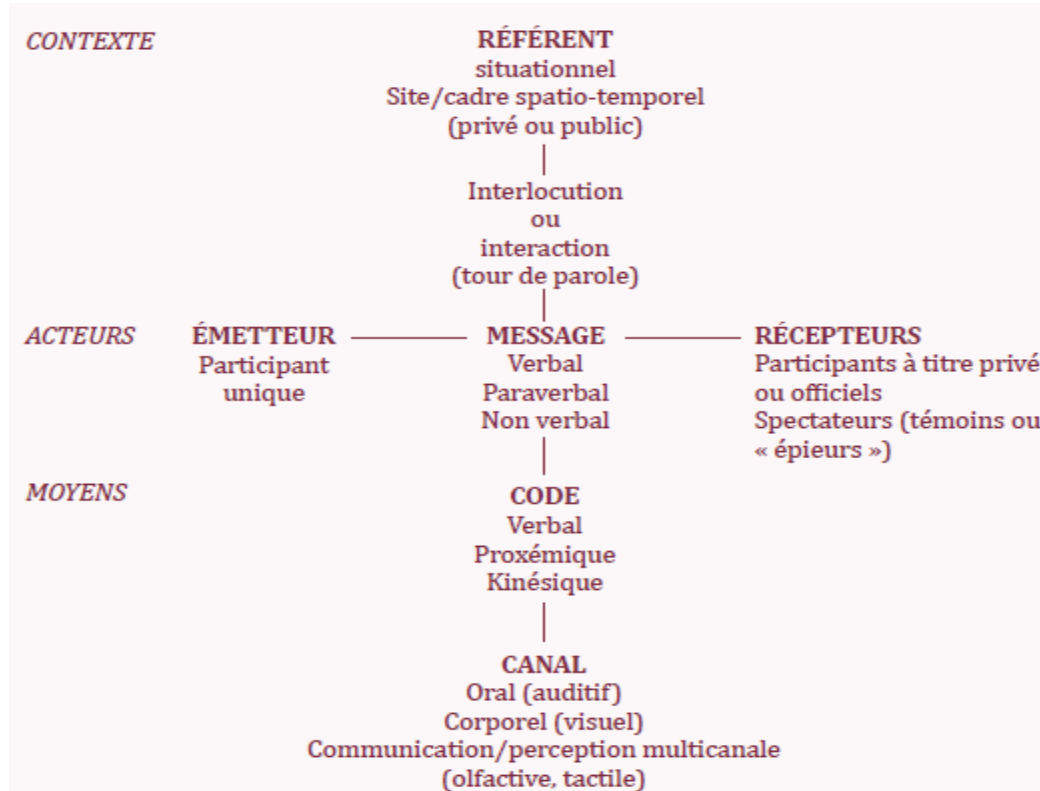 CONTEXTE
RÉFÉRENT
situationnel
Site/cadre spatio-temporel
(privé ou public)
Interlocution
ou
interaction
(tour de parole)
ACTEURS
ÉMETTEUR
Participant
unique
MESSAGE
Verbal
Paraverbal
Non verbal
RÉCEPTEURS
Participants à titre privé
ou officiels
Spectateurs (témoins ou
« épieurs »)
MOYENS
CODE
Verbal
Proxémique
Kinésique
CANAL
Oral (auditif)
Corporel (visuel)
Communication/perception multicanale
(olfactive, tactile)